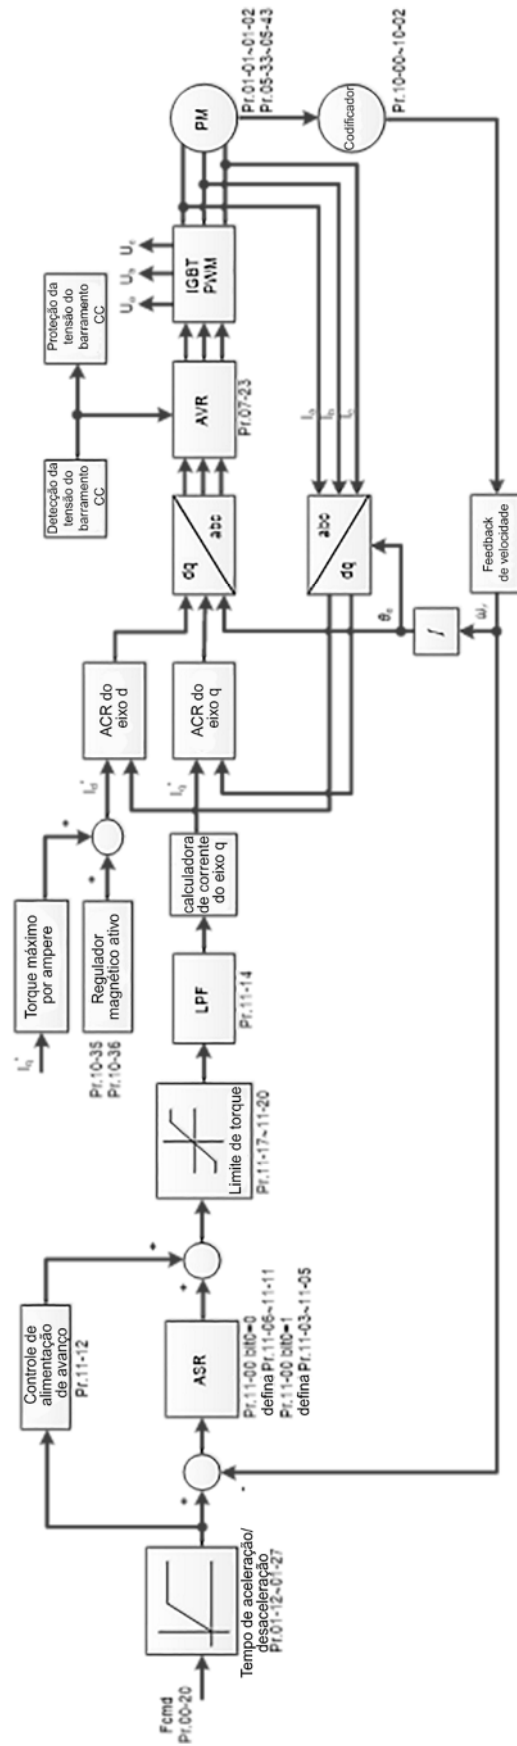 Fcmd
Pr.00-20
Tempo de aceleração/
desaceleração
Pr.01-12~01-27
Controle de
alimentação
de avanço
Pr.11-12
+
-
ASR
Pr.11-00 bit0=0
defina Pr.11-06~11-11
Pr.11-00 bit0=1
defina Pr.11-03~11-05
+
+
Limite de torque
Pr.11-17~11-20
LPF
Pr.11-14
calculadora
de corrente
do eixo q
Iq*
Torque máximo
por ampere
Regulador
magnético ativo
Pr.10-35
Pr.10-36
+
+
Id*
Iq*
ACR do
eixo d
ACR do
eixo q
dq
abc
Detecção da
tensão do
barramento
CC
Proteção da
tensão do
barramento
CC
AVR
Pr.07-23
IGBT
PWM
PM
Pr.01-01~01-02
Pr.05-33~05-43
Codificador
Pr.10-00~10-02
abc
dq
Feedback
de velocidade